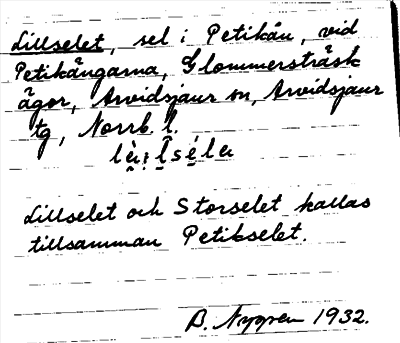 Lillselet, sel i Petikån, vid
Petikångarna, Glommersträsk
ägor, Arvidsjaur sn, Arvidsjaur
tg, Norrb. l.
Lillselet och Storselet kallas
tillsamman Petikselet.
B. Nygren 1932.